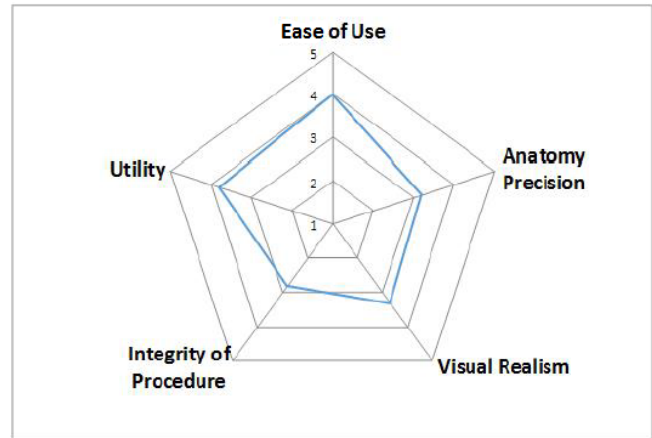 Ease of Use
5
4
3
2
1
Anatomy
Precision
Utility
Integrity of
Procedure
Visual Realism